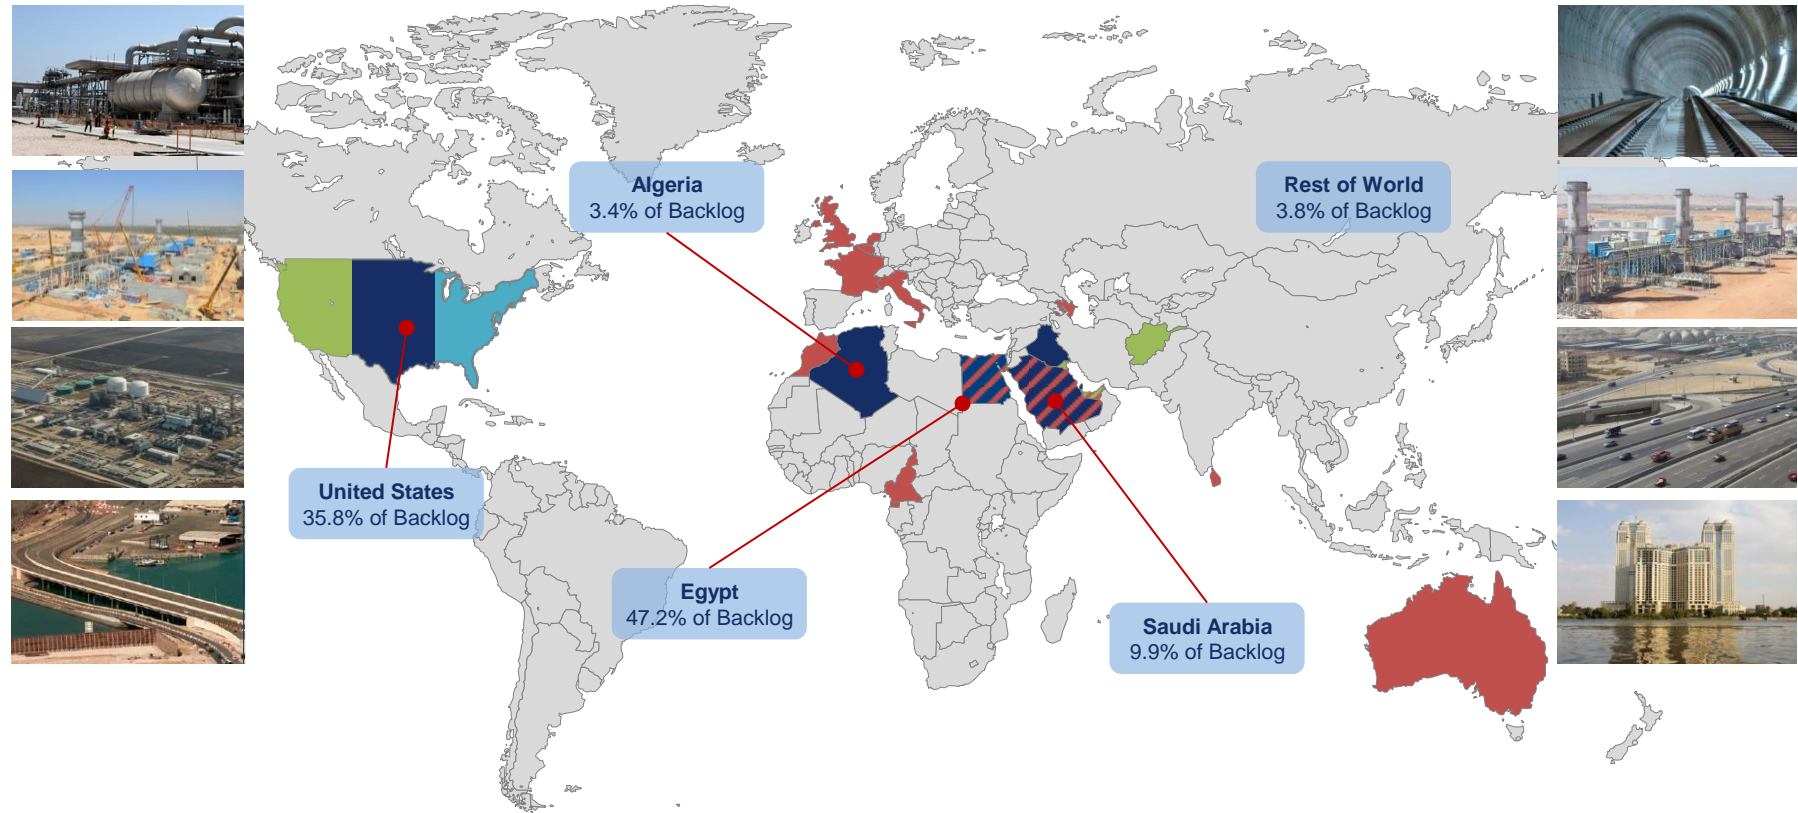 Algeria
3.4% of Backlog
Rest of World
3.8% of Backlog
United States
35.8% of Backlog
Egypt
47.2% of Backlog
Saudi Arabia
9.9% of Backlog